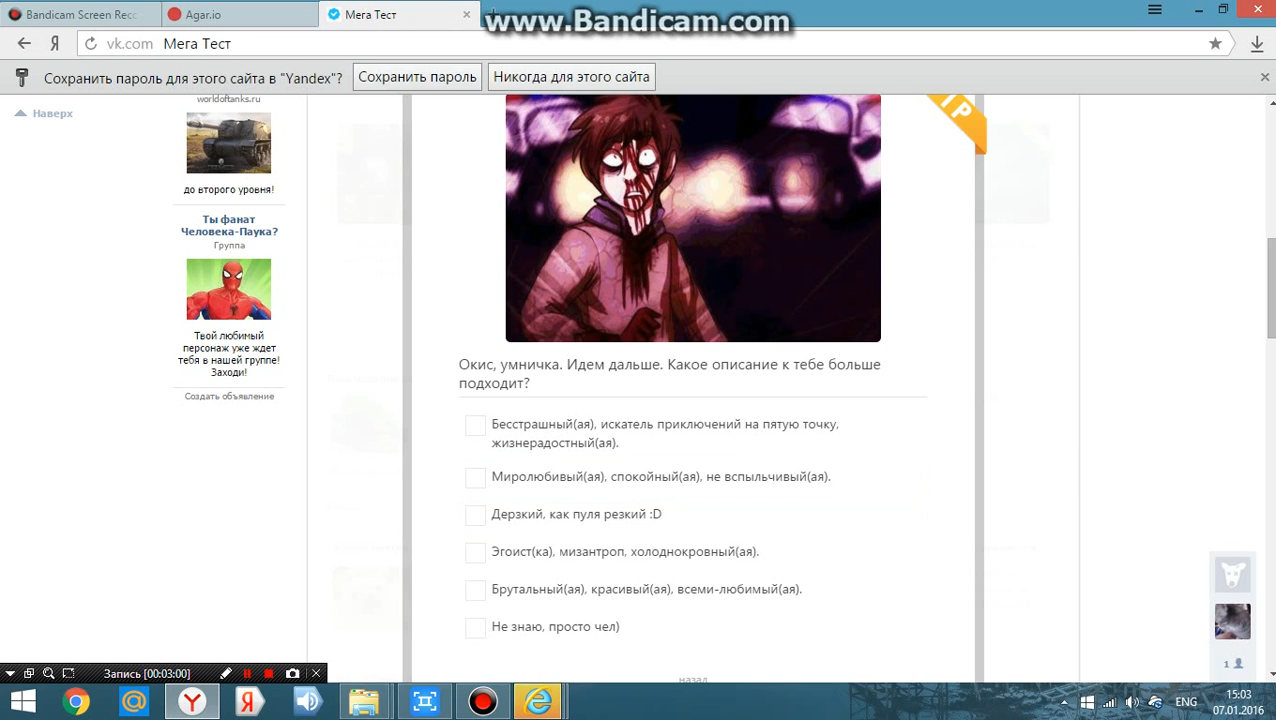 Bandicam Screen Reco
Agar.io
Мега Тест
www.Bandicam.com
Я
vk.com Мега Тест
Сохранить пароль для этого сайта в "Yandex"?
Сохранить пароль
Никогда для этого сайта
Наверх
worldoftanks.ru
до второго уровня!
Ты фанат
Человека-Паука?
Группа
Твой любимый
персонаж уже ждет
тебя в нашей группе!
Заходи!
Создать объявление
IP
Окис, умничка. Идем дальше. Какое описание к тебе больше
подходит?
Бесстрашный(ая), искатель приключений на пятую точку,
жизнерадостный(ая).
Миролюбивый(ая), спокойный(ая), не вспыльчивый(ая).
Дерзкий, как пуля резкий :D
Эгоист(ка), мизантроп, холоднокровный(ая).
Брутальный(ая), красивый(ая), всеми-любимый(ая).
Не знаю, просто чел)
назад
1
Запись [00:03:00]
ENG
15:03
07.01.2016